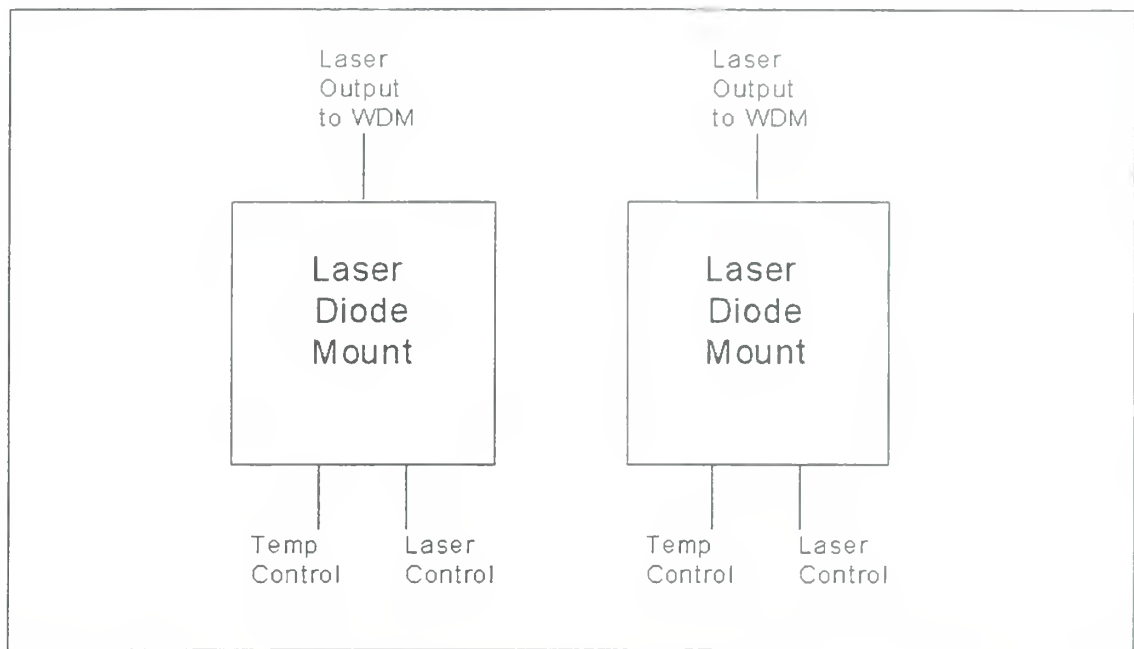 Laser
Output
to WDM
Laser
Output
to WDM
Laser
Diode
Mount
Laser
Diode
Mount
Temp
Control
Laser
Control
Temp
Control
Laser
Control